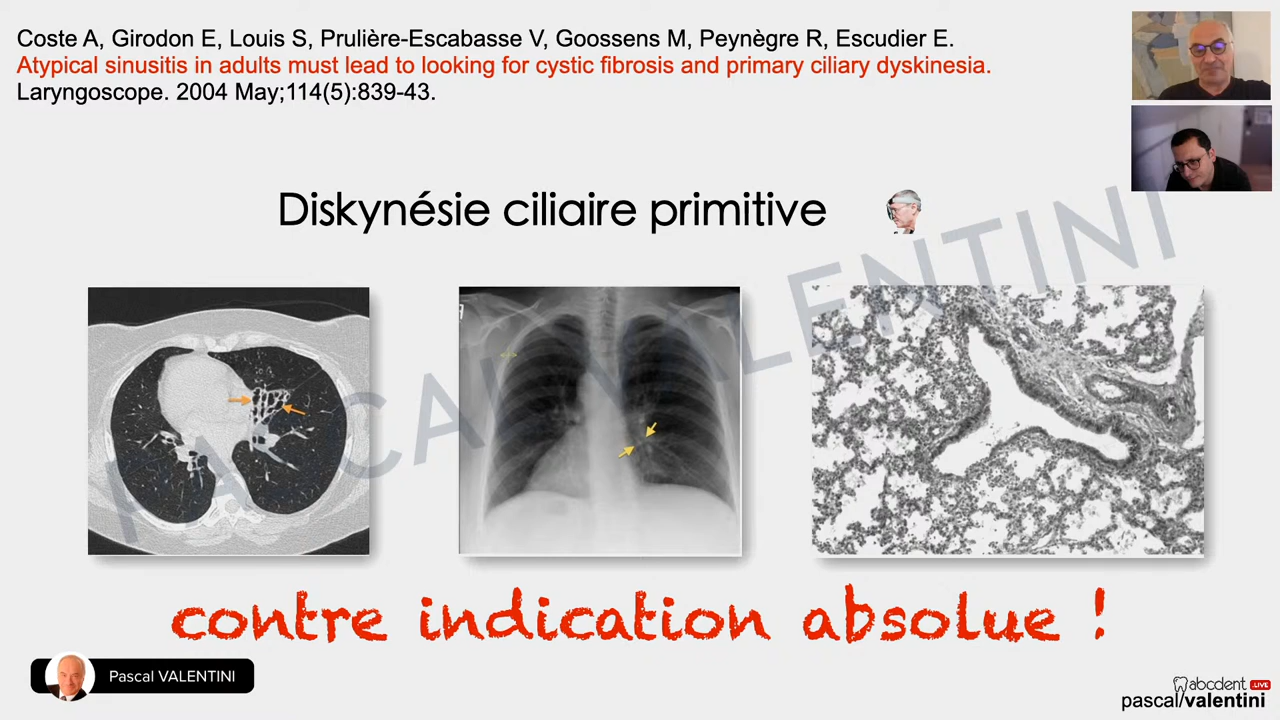 Coste A, Girodon E, Louis S, Prulière-Escabasse V, Goossens M, Peynègre R, Escudier E.
Atypical sinusitis in adults must lead to looking for cystic fibrosis and primary ciliary dyskinesia.
Laryngoscope. 2004 May;114(5):839-43.
Diskynésie ciliaire primitive
PASCAL VALENTINI
contre indication absolue !
Pascal VALENTINI
abcdent LIVE
pascal/valentini